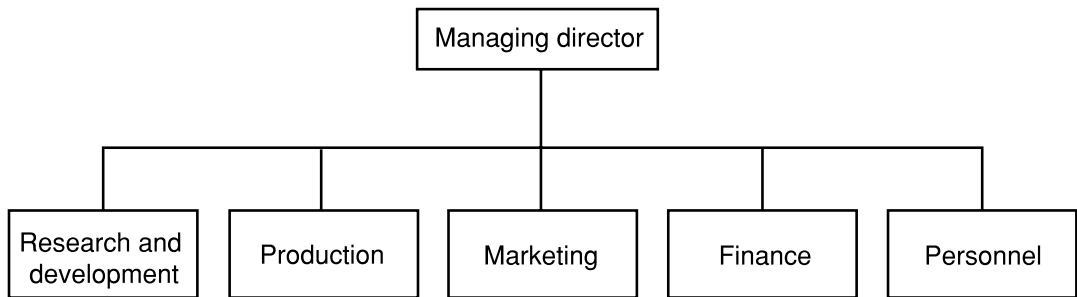 Managing director
Research and
development
Production
Marketing
Finance
Personnel